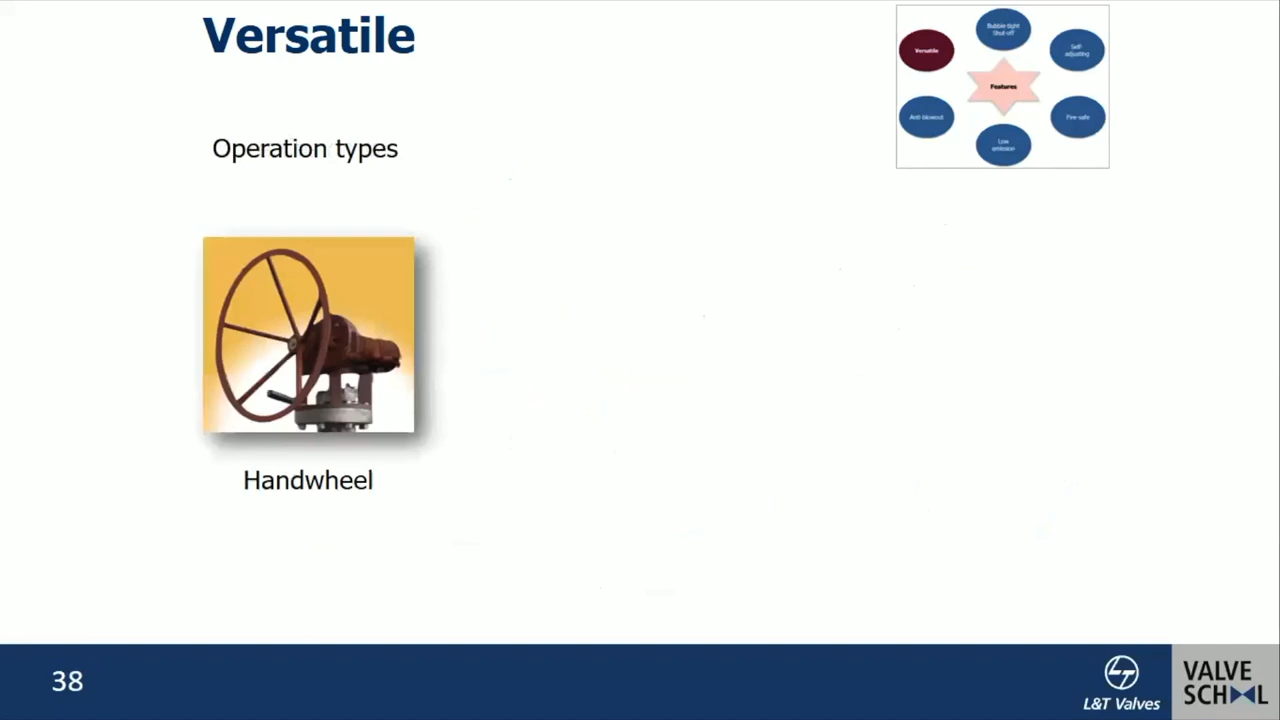 Versatile
Operation types
Handwheel
Bubble-tight
Shut-off
Versatile
Self-
adjusting
Features
Anti-blowout
Fire-safe
Low
emission
38
L&T Valves
VALVE
SCHOOL